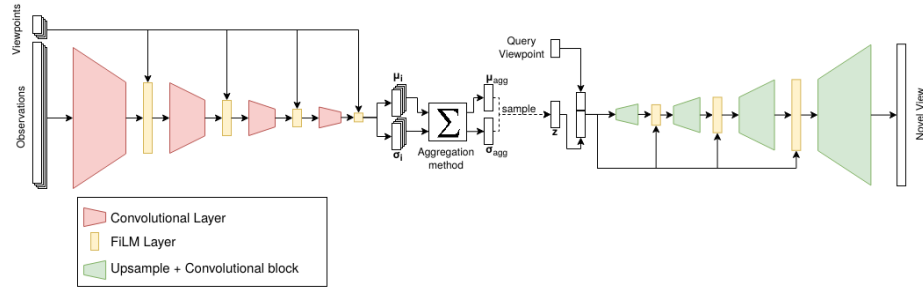 Viewpoints
Observations
μi
σi
Σ
Aggregation
method
μagg
σagg
sample
Query
Viewpoint
z
Novel View
Convolutional Layer
FiLM Layer
Upsample + Convolutional block